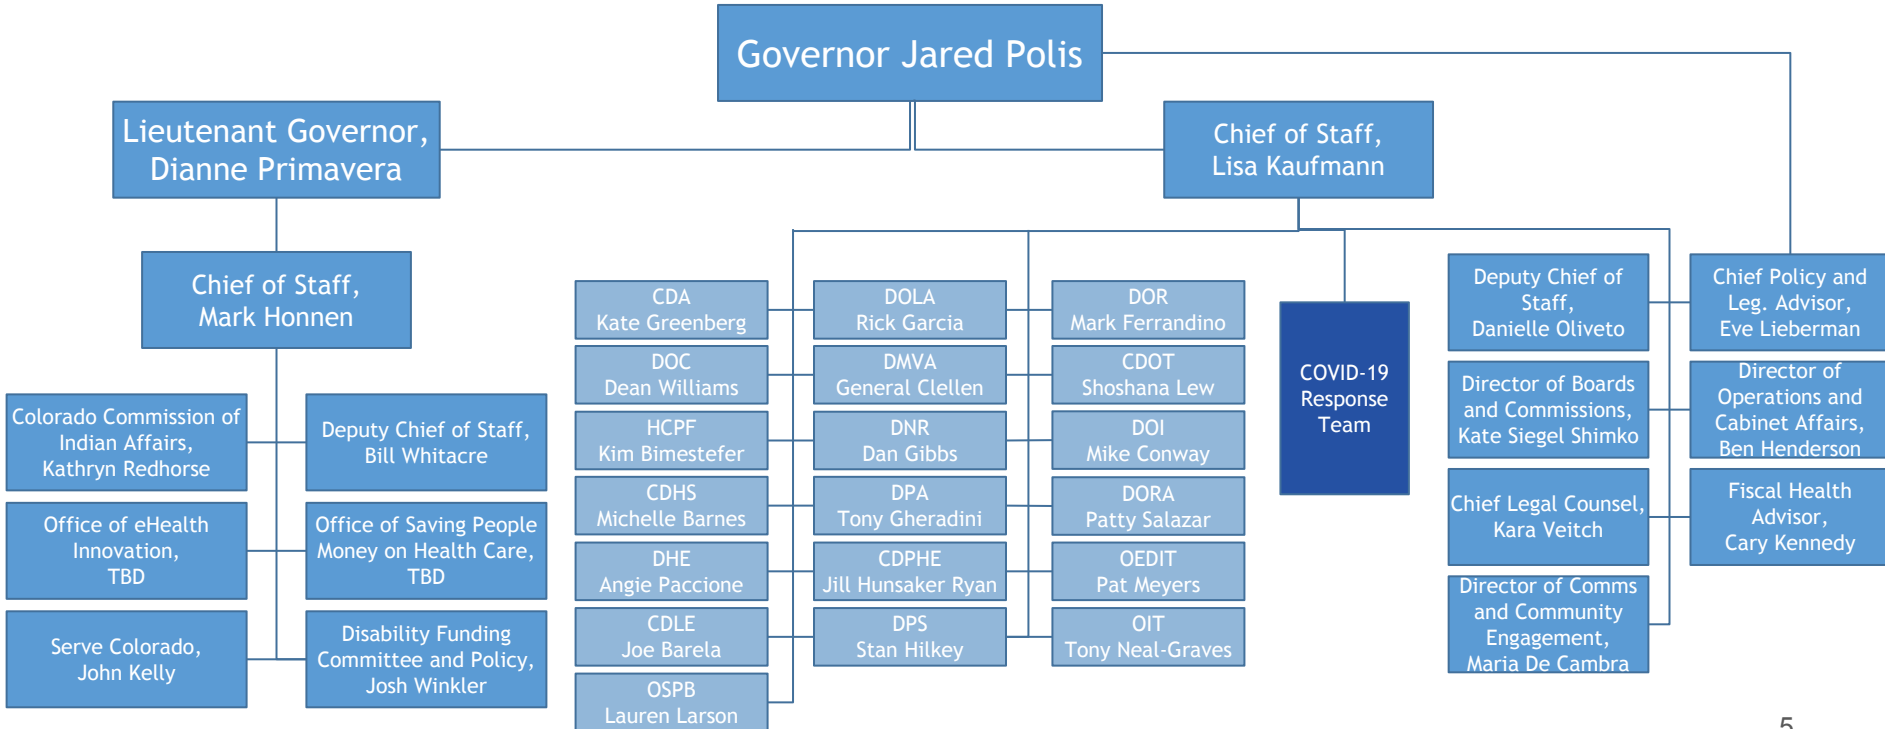 Governor Jared Polis
Lieutenant Governor,
Dianne Primavera
Chief of Staff,
Lisa Kaufmann
Chief of Staff,
Mark Honnen
Colorado Commission of
Indian Affairs,
Kathryn Redhorse
Deputy Chief of Staff,
Bill Whitacre
Office of eHealth
Innovation,
TBD
Office of Saving People
Money on Health Care,
TBD
Serve Colorado,
John Kelly
Disability Funding
Committee and Policy,
Josh Winkler
CDA
Kate Greenberg
DOC
Dean Williams
HCPF
Kim Bimestefer
CDHS
Michelle Barnes
DHE
Angie Paccione
CDLE
Joe Barela
OSPB
Lauren Larson
DOLA
Rick Garcia
DMVA
General Clellen
DNR
Dan Gibbs
DPA
Tony Gheradini
CDPHE
Jill Hunsaker Ryan
DPS
Stan Hilkey
DOR
Mark Ferrandino
CDOT
Shoshana Lew
DOI
Mike Conway
DORA
Patty Salazar
OEDIT
Pat Meyers
OIT
Tony Neal-Graves
COVID-19
Response
Team
Deputy Chief of
Staff,
Danielle Oliveto
Chief Policy and
Leg. Advisor,
Eve Lieberman
Director of Boards
and Commissions,
Kate Siegel Shimko
Director of
Operations and
Cabinet Affairs,
Ben Henderson
Chief Legal Counsel,
Kara Veitch
Fiscal Health
Advisor,
Cary Kennedy
Director of Comms
and Community
Engagement,
Maria De Cambra
5